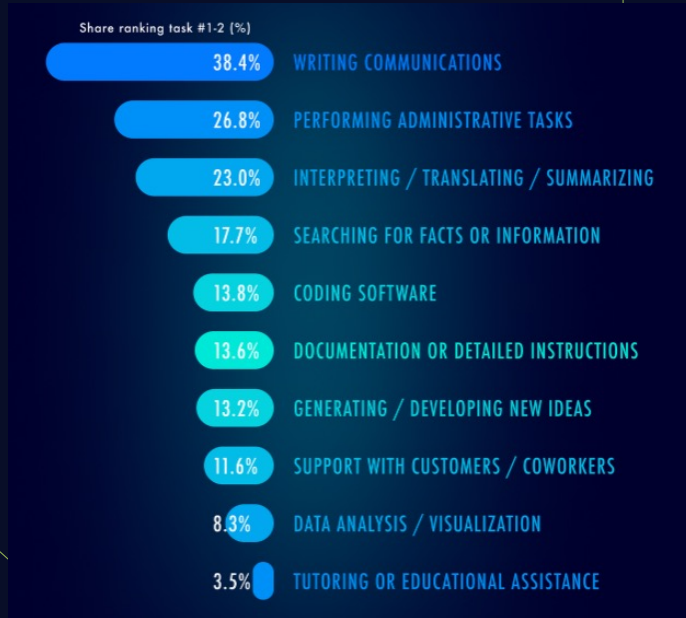 Share ranking task #1-2 (%)
38.4% WRITING COMMUNICATIONS
26.8% PERFORMING ADMINISTRATIVE TASKS
23.0% INTERPRETING / TRANSLATING / SUMMARIZING
17.7% SEARCHING FOR FACTS OR INFORMATION
13.8% CODING SOFTWARE
13.6% DOCUMENTATION OR DETAILED INSTRUCTIONS
13.2% GENERATING / DEVELOPING NEW IDEAS
11.6% SUPPORT WITH CUSTOMERS / COWORKERS
8.3% DATA ANALYSIS / VISUALIZATION
3.5% TUTORING OR EDUCATIONAL ASSISTANCE